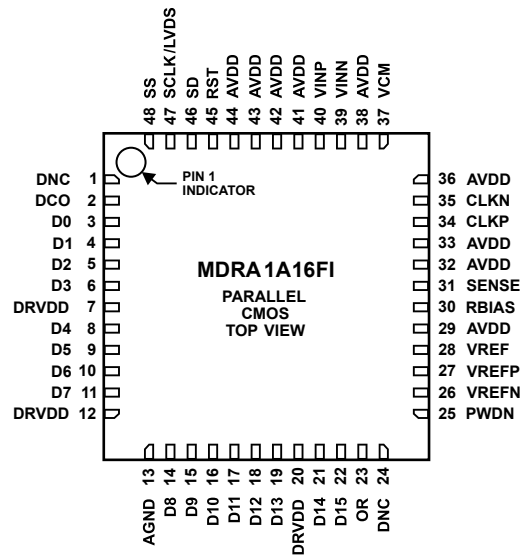 48 SS
47 SCLK/LVDS
46 SD
45 RST
44 AVDD
43 AVDD
42 AVDD
41 AVDD
40 VINP
39 VINN
38 AVDD
37 VCM
PIN 1
INDICATOR
DNC 1
DCO 2
D0 3
D1 4
D2 5
D3 6
DRVDD 7
D4 8
D5 9
D6 10
D7 11
DRVDD 12
MDRA1A16FI
PARALLEL
CMOS
TOP VIEW
36 AVDD
35 CLKN
34 CLKP
33 AVDD
32 AVDD
31 SENSE
30 RBIAS
29 AVDD
28 VREF
27 VREFP
26 VREFN
25 PWDN
AGND 13
D8 14
D9 15
D10 16
D11 17
D12 18
D13 19
DRVDD 20
D14 21
D15 22
OR 23
DNC 24